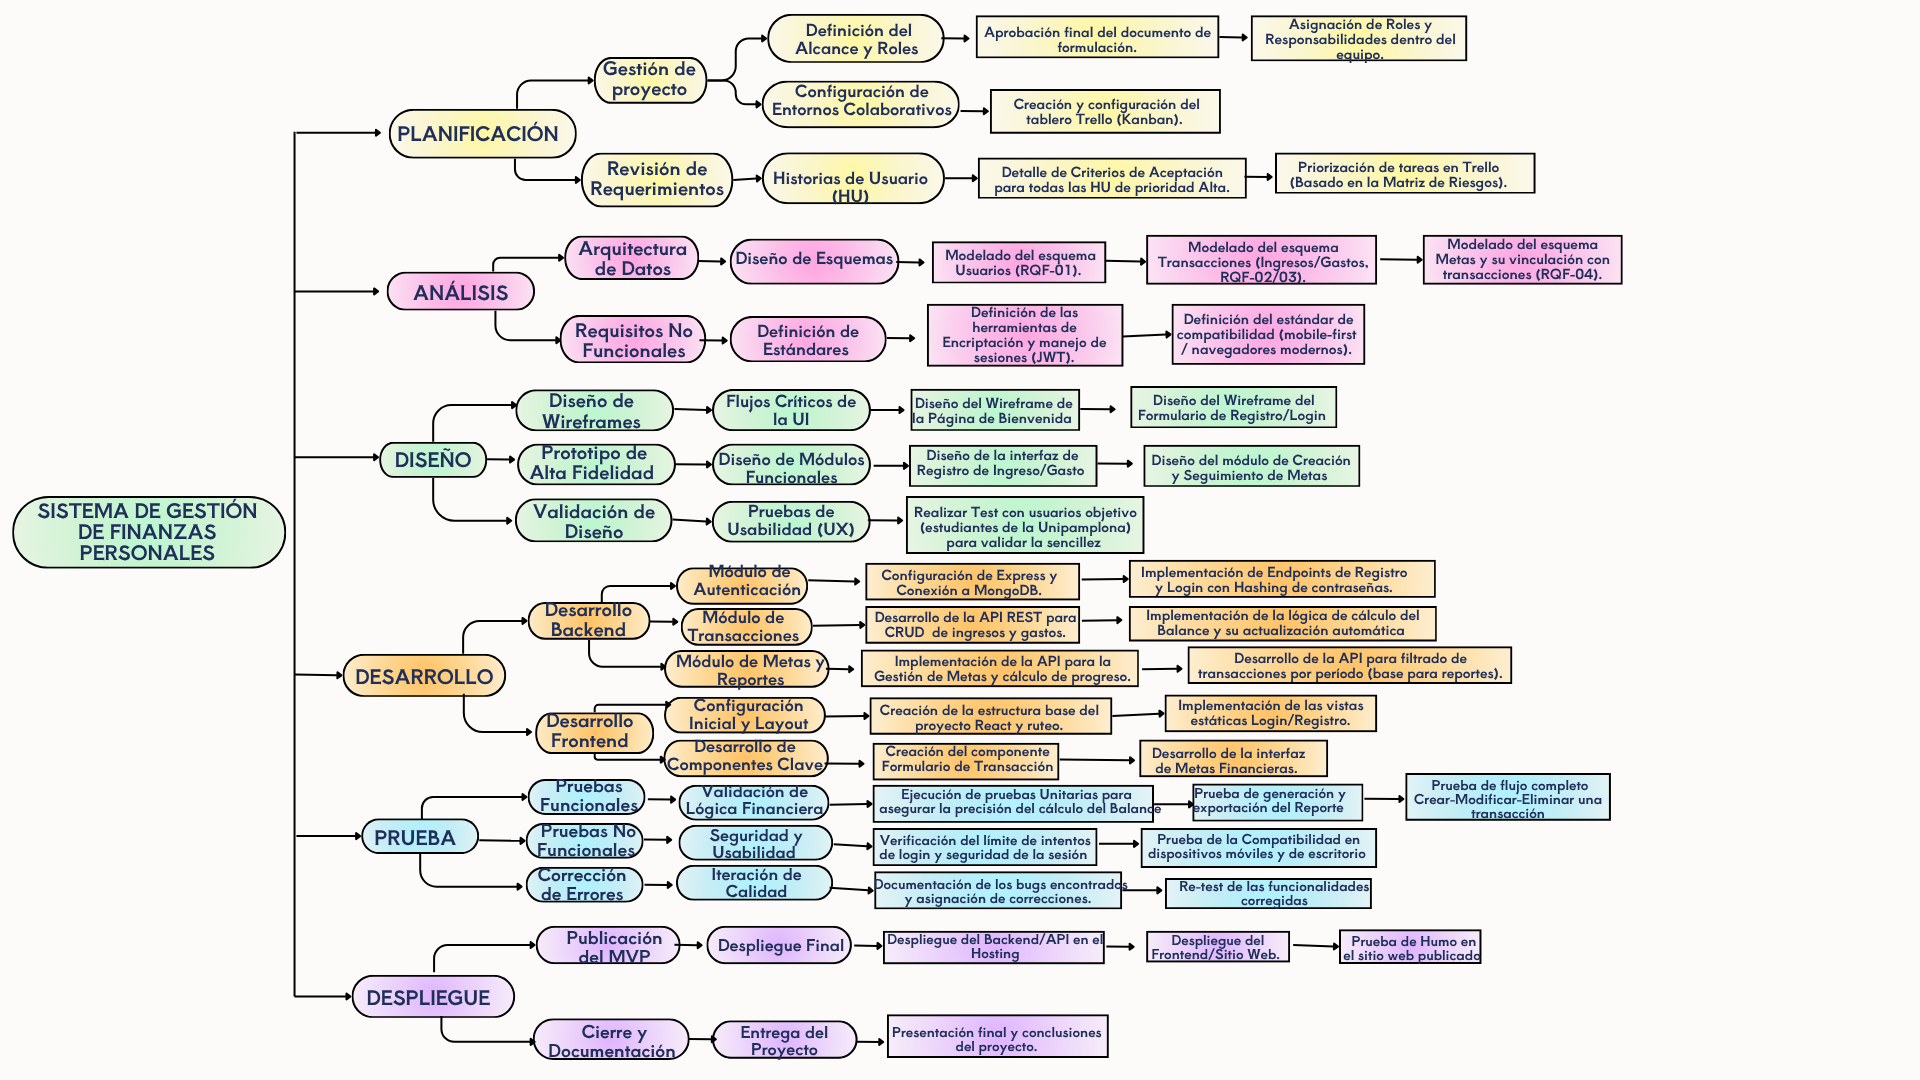 SISTEMA DE GESTIÓN
DE FINANZAS
PERSONALES
PLANIFICACIÓN
Gestión de
proyecto
Definición del
Alcance y Roles
Aprobación final del documento de
formulación.
Asignación de Roles y
Responsabilidades dentro del
equipo.
Configuración de
Entornos Colaborativos
Creación y configuración del
tablero Trello (Kanban).
Revisión de
Requerimientos
Historias de Usuario
(HU)
Detalle de Criterios de Aceptación
para todas las HU de prioridad Alta.
Priorización de tareas en Trello
(Basado en la Matriz de Riesgos).
ANÁLISIS
Arquitectura
de Datos
Diseño de Esquemas
Modelado del esquema
Usuarios (RQF-01).
Modelado del esquema
Transacciones (Ingresos/Gastos,
RQF-02/03).
Modelado del esquema
Metas y su vinculación con
transacciones (RQF-04).
Requisitos No
Funcionales
Definición de
Estándares
Definición de las
herramientas de
Encriptación y manejo de
sesiones (JWT).
Definición del estándar de
compatibilidad (mobile-first
/ navegadores modernos).
DISEÑO
Diseño de
Wireframes
Flujos Críticos de
la UI
Diseño del Wireframe de
la Página de Bienvenida
Diseño del Wireframe del
Formulario de Registro/Login
Prototipo de
Alta Fidelidad
Diseño de Módulos
Funcionales
Diseño de la interfaz de
Registro de Ingreso/Gasto
Diseño del módulo de Creación
y Seguimiento de Metas
Validación de
Diseño
Pruebas de
Usabilidad (UX)
Realizar Test con usuarios objetivo
(estudiantes de la Unipamplona)
para validar la sencillez
DESARROLLO
Desarrollo
Backend
Módulo de
Autenticación
Configuración de Express y
Conexión a MongoDB.
Implementación de Endpoints de Registro
y Login con Hashing de contraseñas.
Módulo de
Transacciones
Desarrollo de la API REST para
CRUD de ingresos y gastos.
Implementación de la lógica de cálculo del
Balance y su actualización automática
Módulo de Metas y
Reportes
Implementación de la API para la
Gestión de Metas y cálculo de progreso.
Desarrollo de la API para filtrado de
transacciones por período (base para reportes).
Desarrollo
Frontend
Configuración
Inicial y Layout
Creación de la estructura base del
proyecto React y ruteo.
Implementación de las vistas
estáticas Login/Registro.
Desarrollo de
Componentes Clave
Creación del componente
Formulario de Transacción
Desarrollo de la interfaz
de Metas Financieras.
PRUEBA
Pruebas
Funcionales
Validación de
Lógica Financiera
Ejecución de pruebas Unitarias para
asegurar la precisión del cálculo del Balance
Prueba de generación y
exportación del Reporte
Prueba de flujo completo
Crear-Modificar-Eliminar una
transacción
Pruebas No
Funcionales
Seguridad y
Usabilidad
Verificación del límite de intentos
de login y seguridad de la sesión
Prueba de la Compatibilidad en
dispositivos móviles y de escritorio
Corrección
de Errores
Iteración de
Calidad
Documentación de los bugs encontrados
y asignación de correcciones.
Re-test de las funcionalidades
corregidas
DESPLIEGUE
Publicación
del MVP
Despliegue Final
Despliegue del Backend/API en el
Hosting
Despliegue del
Frontend/Sitio Web.
Prueba de Humo en
el sitio web publicado
Cierre y
Documentación
Entrega del
Proyecto
Presentación final y conclusiones
del proyecto.